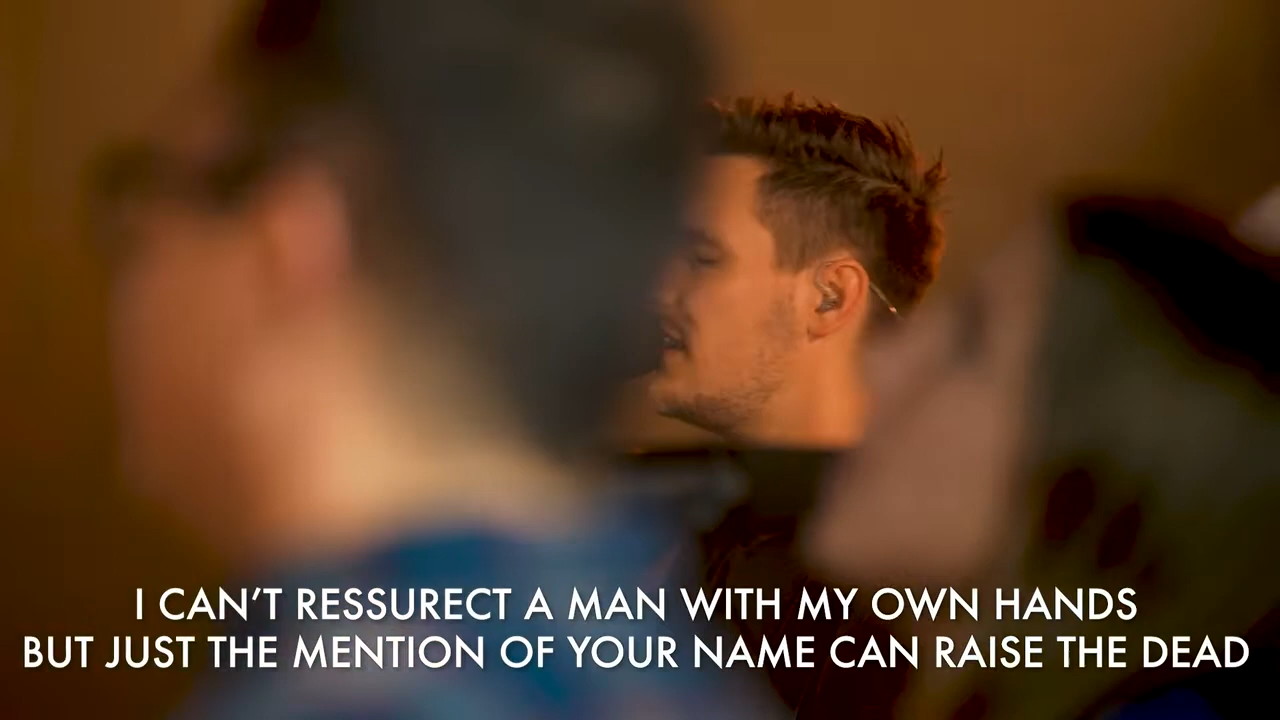 I CAN'T RESSURECT A MAN WITH MY OWN HANDS
BUT JUST THE MENTION OF YOUR NAME CAN RAISE THE DEAD